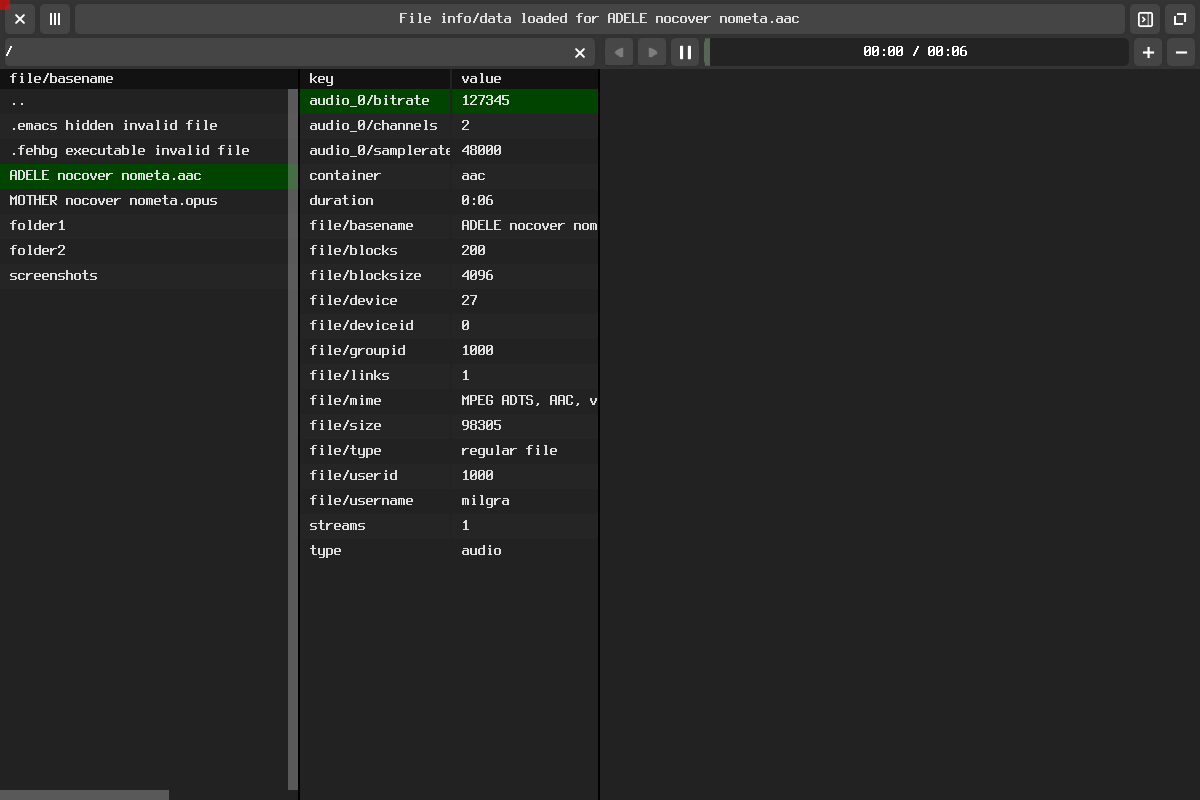 File info/data loaded for ADELE nocover nometa.aac
/
00:00 / 00:06
file/basename
..
.emacs hidden invalid file
.fehbg executable invalid file
ADELE nocover nometa.aac
MOTHER nocover nometa.opus
folder1
folder2
screenshots
key value
audio_0/bitrate 127345
audio_0/channels 2
audio_0/samplerate 48000
container aac
duration 0:06
file/basename ADELE nocover nom
file/blocks 200
file/blocksize 4096
file/device 27
file/deviceid 0
file/groupid 1000
file/links 1
file/mime MPEG ADTS, AAC, v
file/size 98305
file/type regular file
file/userid 1000
file/username milgra
streams 1
type audio